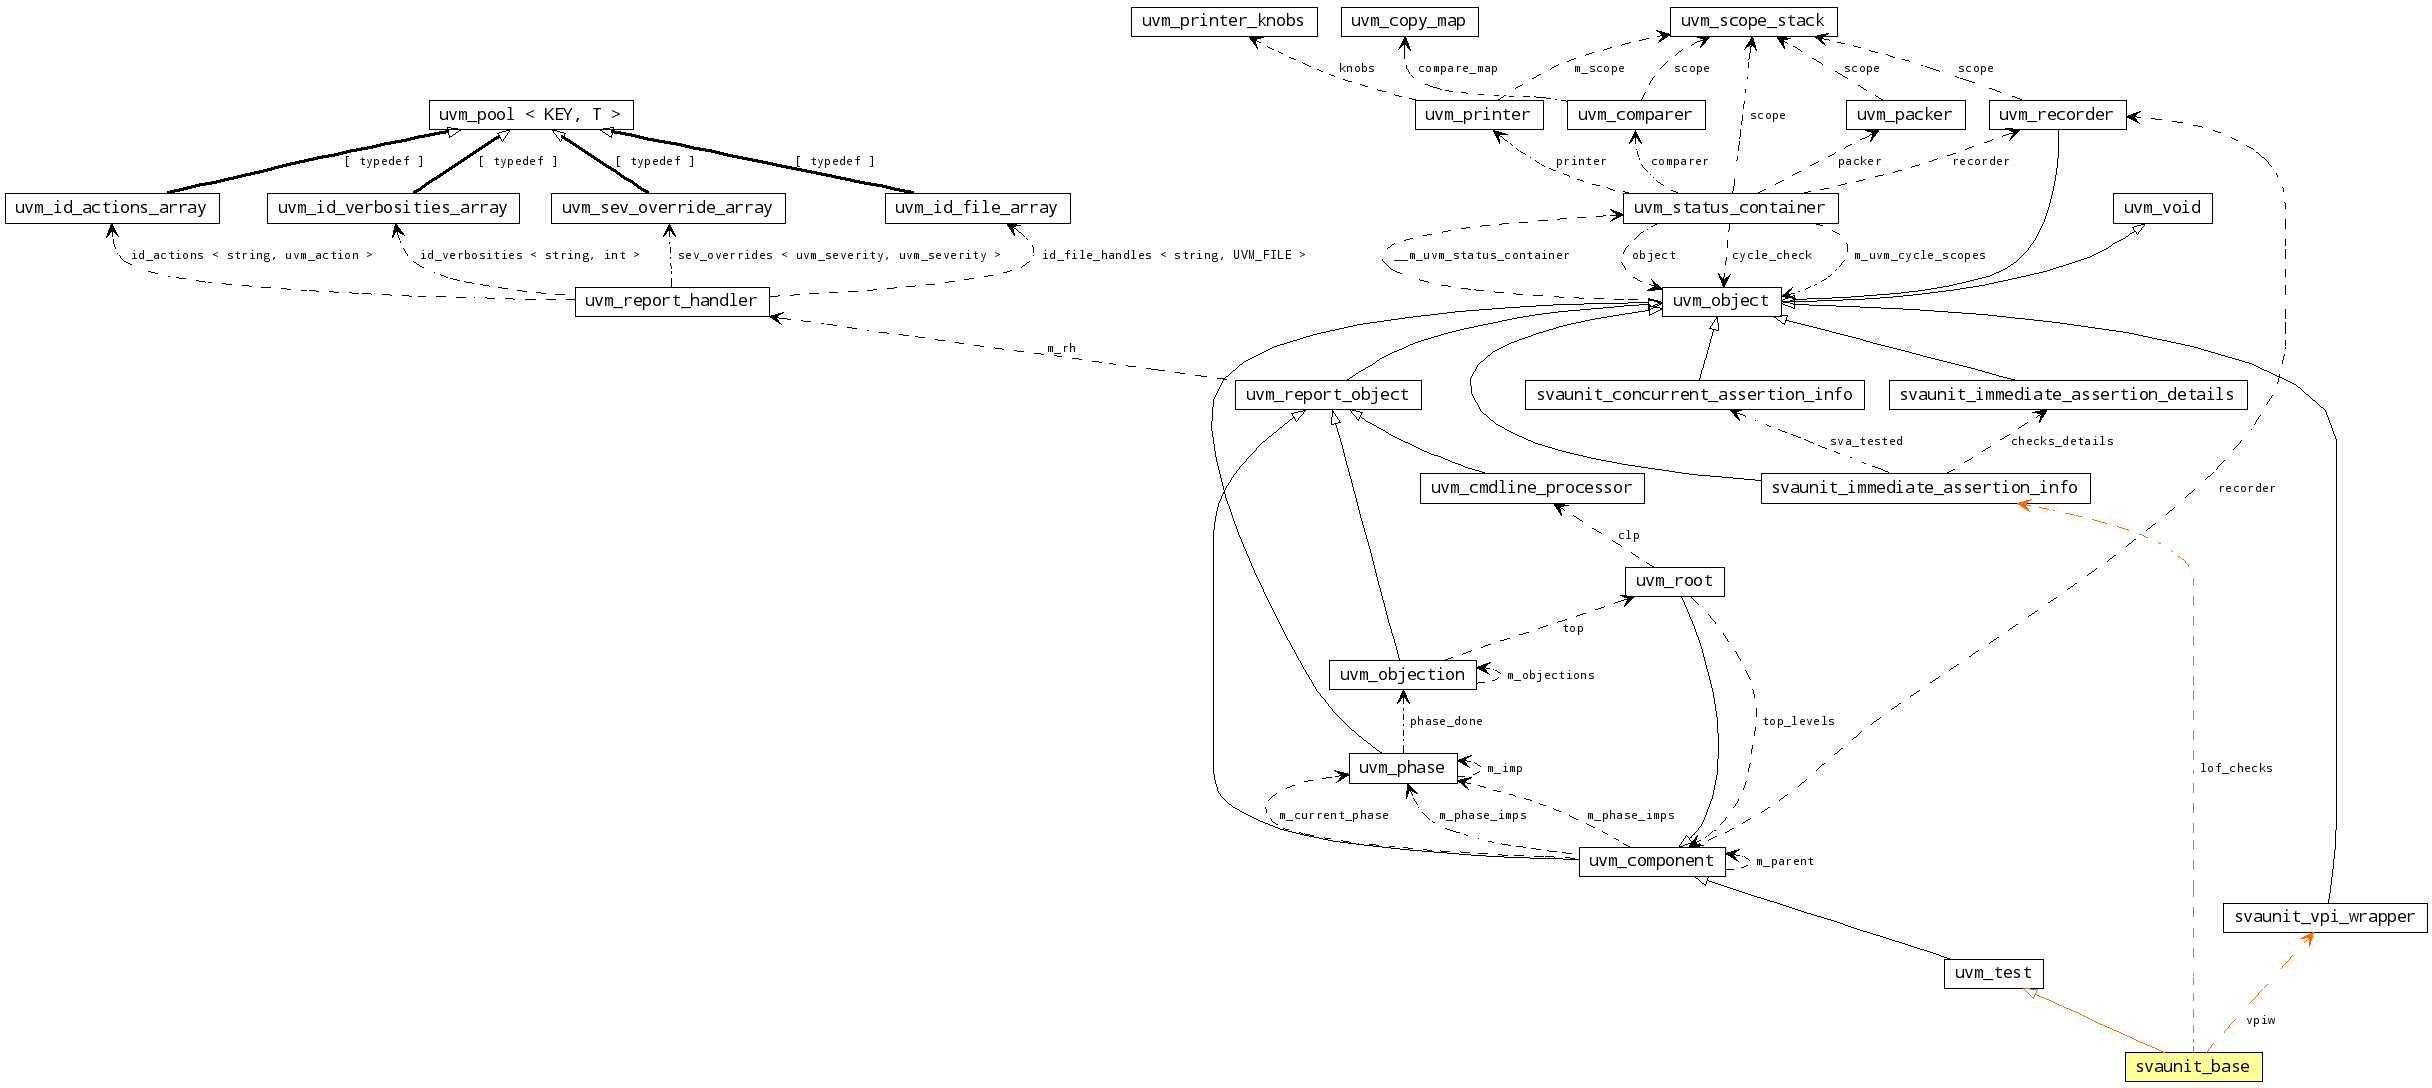 uvm_printer_knobs
uvm_copy_map
uvm_scope_stack
knobs
compare_map
m_scope
scope
scope
scope
uvm_pool < KEY, T >
uvm_printer
uvm_comparer
scope
uvm_packer
uvm_recorder
[ typedef ]
[ typedef ]
[ typedef ]
[ typedef ]
printer
comparer
packer
recorder
uvm_id_actions_array
uvm_id_verbosities_array
uvm_sev_override_array
uvm_id_file_array
uvm_status_container
uvm_void
id_actions < string, uvm_action >
id_verbosities < string, int >
sev_overrides < uvm_severity, uvm_severity >
id_file_handles < string, UVM_FILE >
__m_uvm_status_container
object
cycle_check
m_uvm_cycle_scopes
uvm_report_handler
uvm_object
m_rh
uvm_report_object
svaunit_concurrent_assertion_info
svaunit_immediate_assertion_details
sva_tested
checks_details
uvm_cmdline_processor
svaunit_immediate_assertion_info
recorder
clp
uvm_root
top
uvm_objection
m_objections
phase_done
top_levels
uvm_phase
m_imp
lof_checks
m_current_phase
m_phase_imps
m_phase_imps
uvm_component
m_parent
svaunit_vpi_wrapper
uvm_test
vpiw
svaunit_base